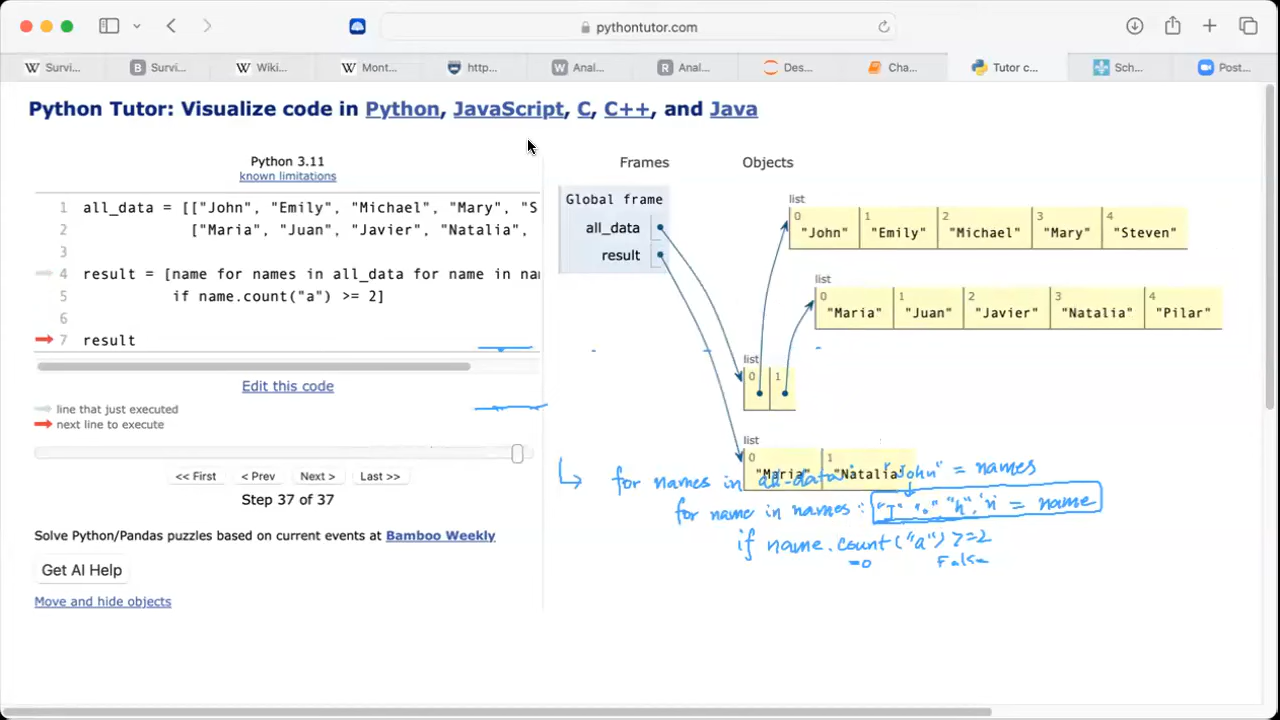 pythontutor.com
Survi...
Survi...
Wiki...
Mont...
http...
Anal...
Anal...
Des...
Cha...
Tutor c...
Sch...
Post...
Python Tutor: Visualize code in Python, JavaScript, C, C++, and Java
Python 3.11
known limitations
1 all_data = [["John", "Emily", "Michael", "Mary", "S
2 ["Maria", "Juan", "Javier", "Natalia",
3
4 result = [name for names in all_data for name in nam
5 if name.count("a") >= 2]
6
7 result
Edit this code
line that just executed
next line to execute
<< First < Prev Next > Last >>
Step 37 of 37
Solve Python/Pandas puzzles based on current events at Bamboo Weekly
Get AI Help
Move and hide objects
Frames Objects
Global frame
all_data
result
list
0 1 2 3 4
"John" "Emily" "Michael" "Mary" "Steven"
list
0 1 2 3 4
"Maria" "Juan" "Javier" "Natalia" "Pilar"
list
0 1
list
0 1
"Maria" "Natalia"
for names in all-data: "John" = names
for name in names: "J" "o", "h", "n = name
if name.count("a") >=2
=0 False